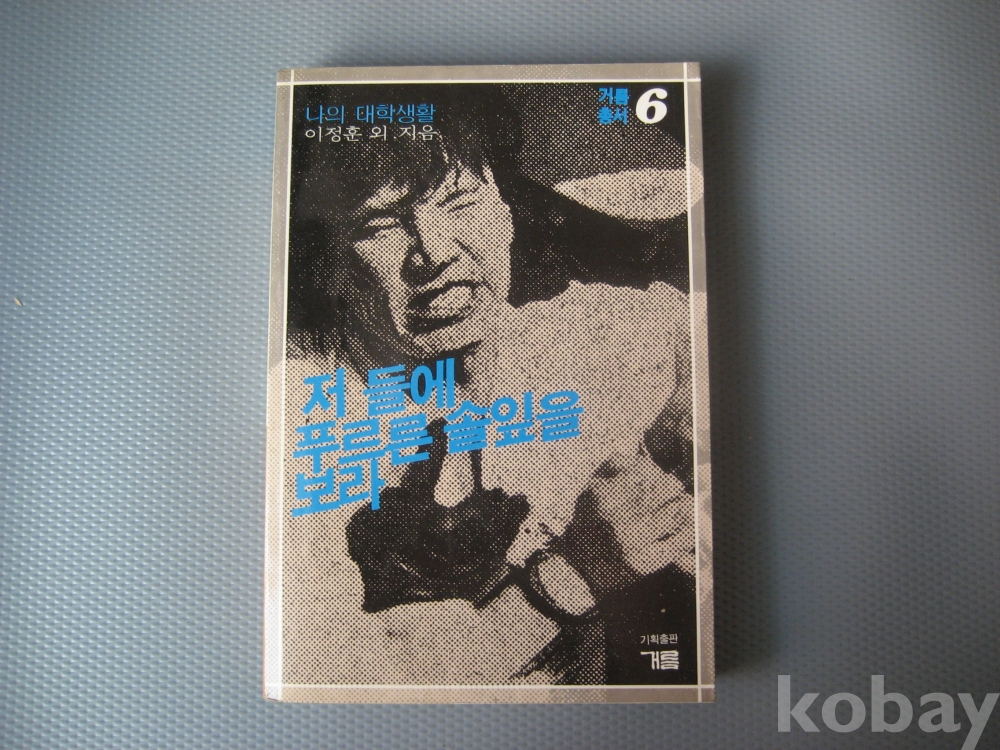 나의 대학생활
이정훈 외 지음
거름
총서
6
저 들에
푸르른 솔잎을
보라
기획출판
거름
kobay